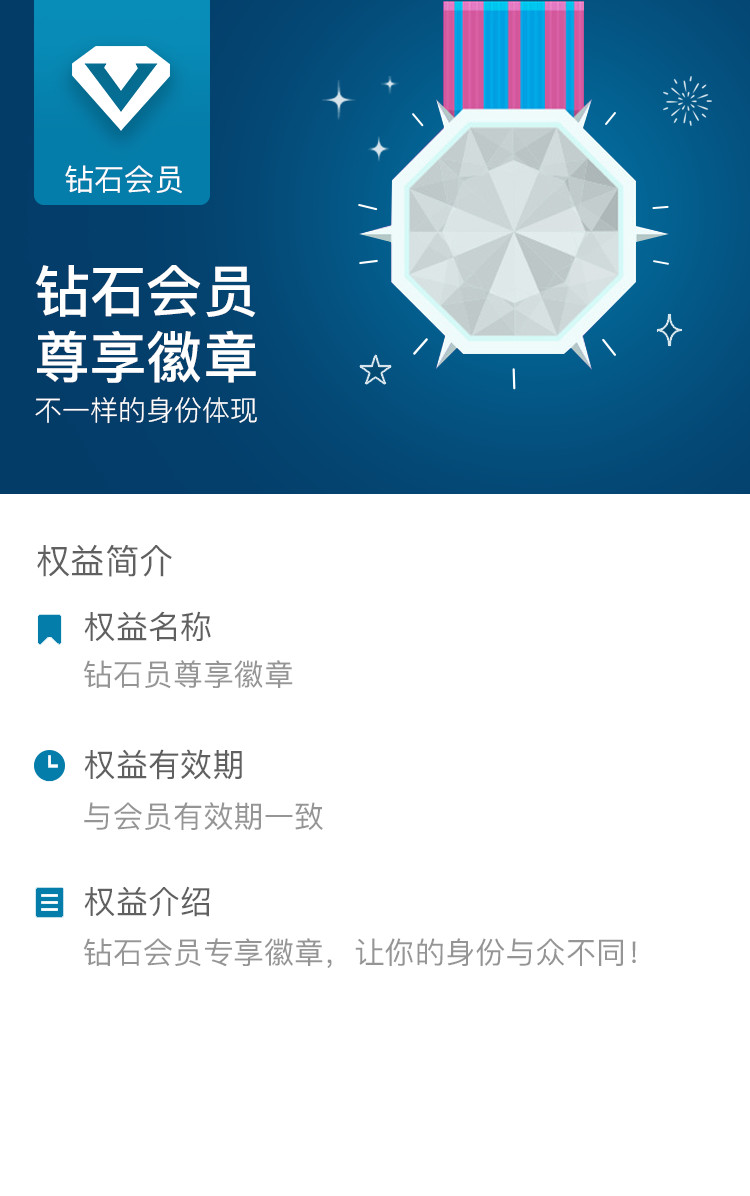 钻石会员
钻石会员
尊享徽章
不一样的身份体现
权益简介
权益名称
钻石员尊享徽章
权益有效期
与会员有效期一致
权益介绍
钻石会员专享徽章，让你的身份与众不同！